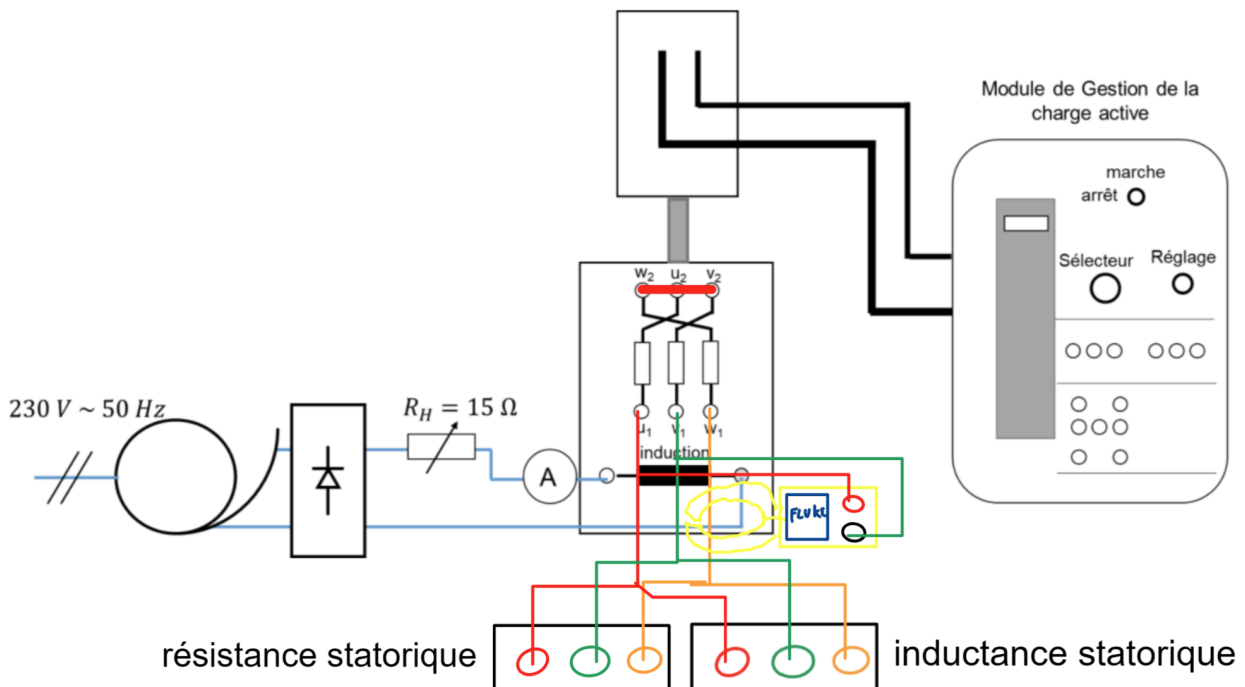 Module de Gestion de la
charge active
marche
arrêt
Sélecteur
Réglage
w₂ u₂ v₂
230 V ~ 50 Hz
R_H = 15 Ω
A
u₁ v₁ w₁
induction
FLUKE
résistance statorique
inductance statorique